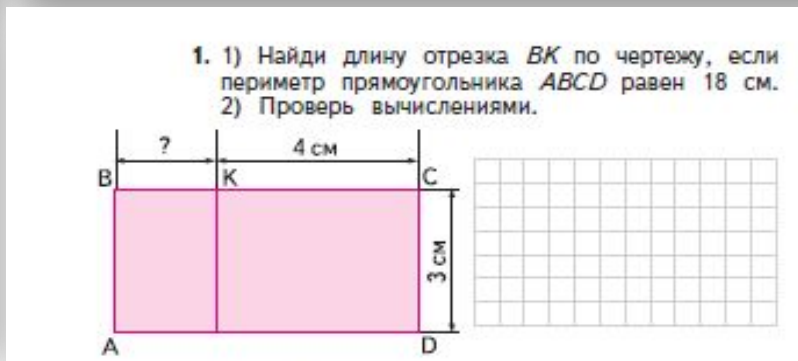 1. 1) Найди длину отрезка BK по чертежу, если
периметр прямоугольника ABCD равен 18 см.
2) Проверь вычислениями.
? 4 см
B K C
3 см
A D